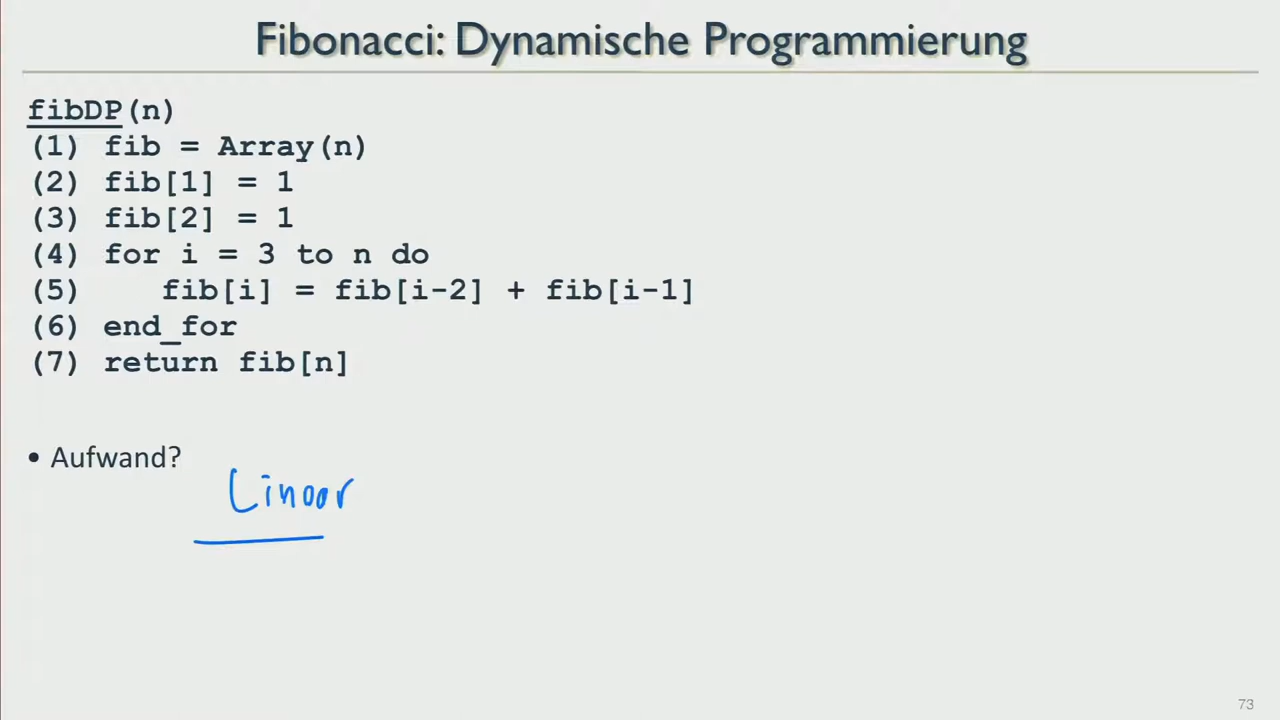 Fibonacci: Dynamische Programmierung
fibDP(n)
(1) fib = Array(n)
(2) fib[1] = 1
(3) fib[2] = 1
(4) for i = 3 to n do
(5) fib[i] = fib[i-2] + fib[i-1]
(6) end_for
(7) return fib[n]
• Aufwand?
Linear
73